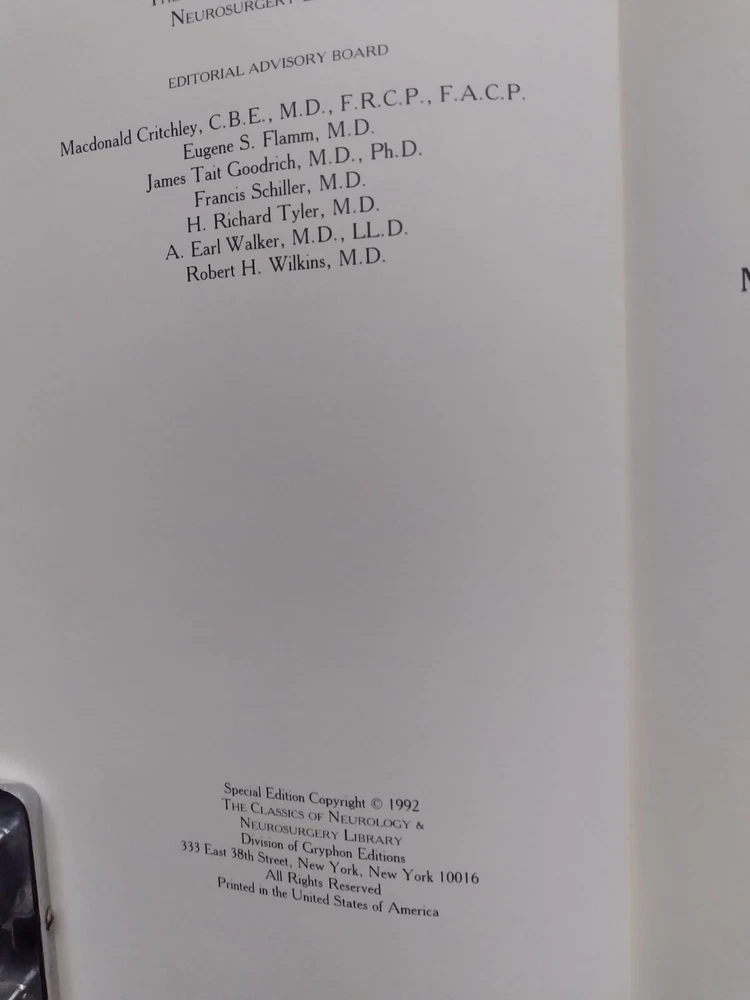 NEUROSURGERY
EDITORIAL ADVISORY BOARD
Macdonald Critchley, C.B.E., M.D., F.R.C.P., F.A.C.P.
Eugene S. Flamm, M.D.
James Tait Goodrich, M.D., Ph.D.
Francis Schiller, M.D.
H. Richard Tyler, M.D.
A. Earl Walker, M.D., LL.D.
Robert H. Wilkins, M.D.
Special Edition Copyright © 1992
THE CLASSICS OF NEUROLOGY &
NEUROSURGERY LIBRARY
Division of Gryphon Editions
333 East 38th Street, New York, New York 10016
All Rights Reserved
Printed in the United States of America